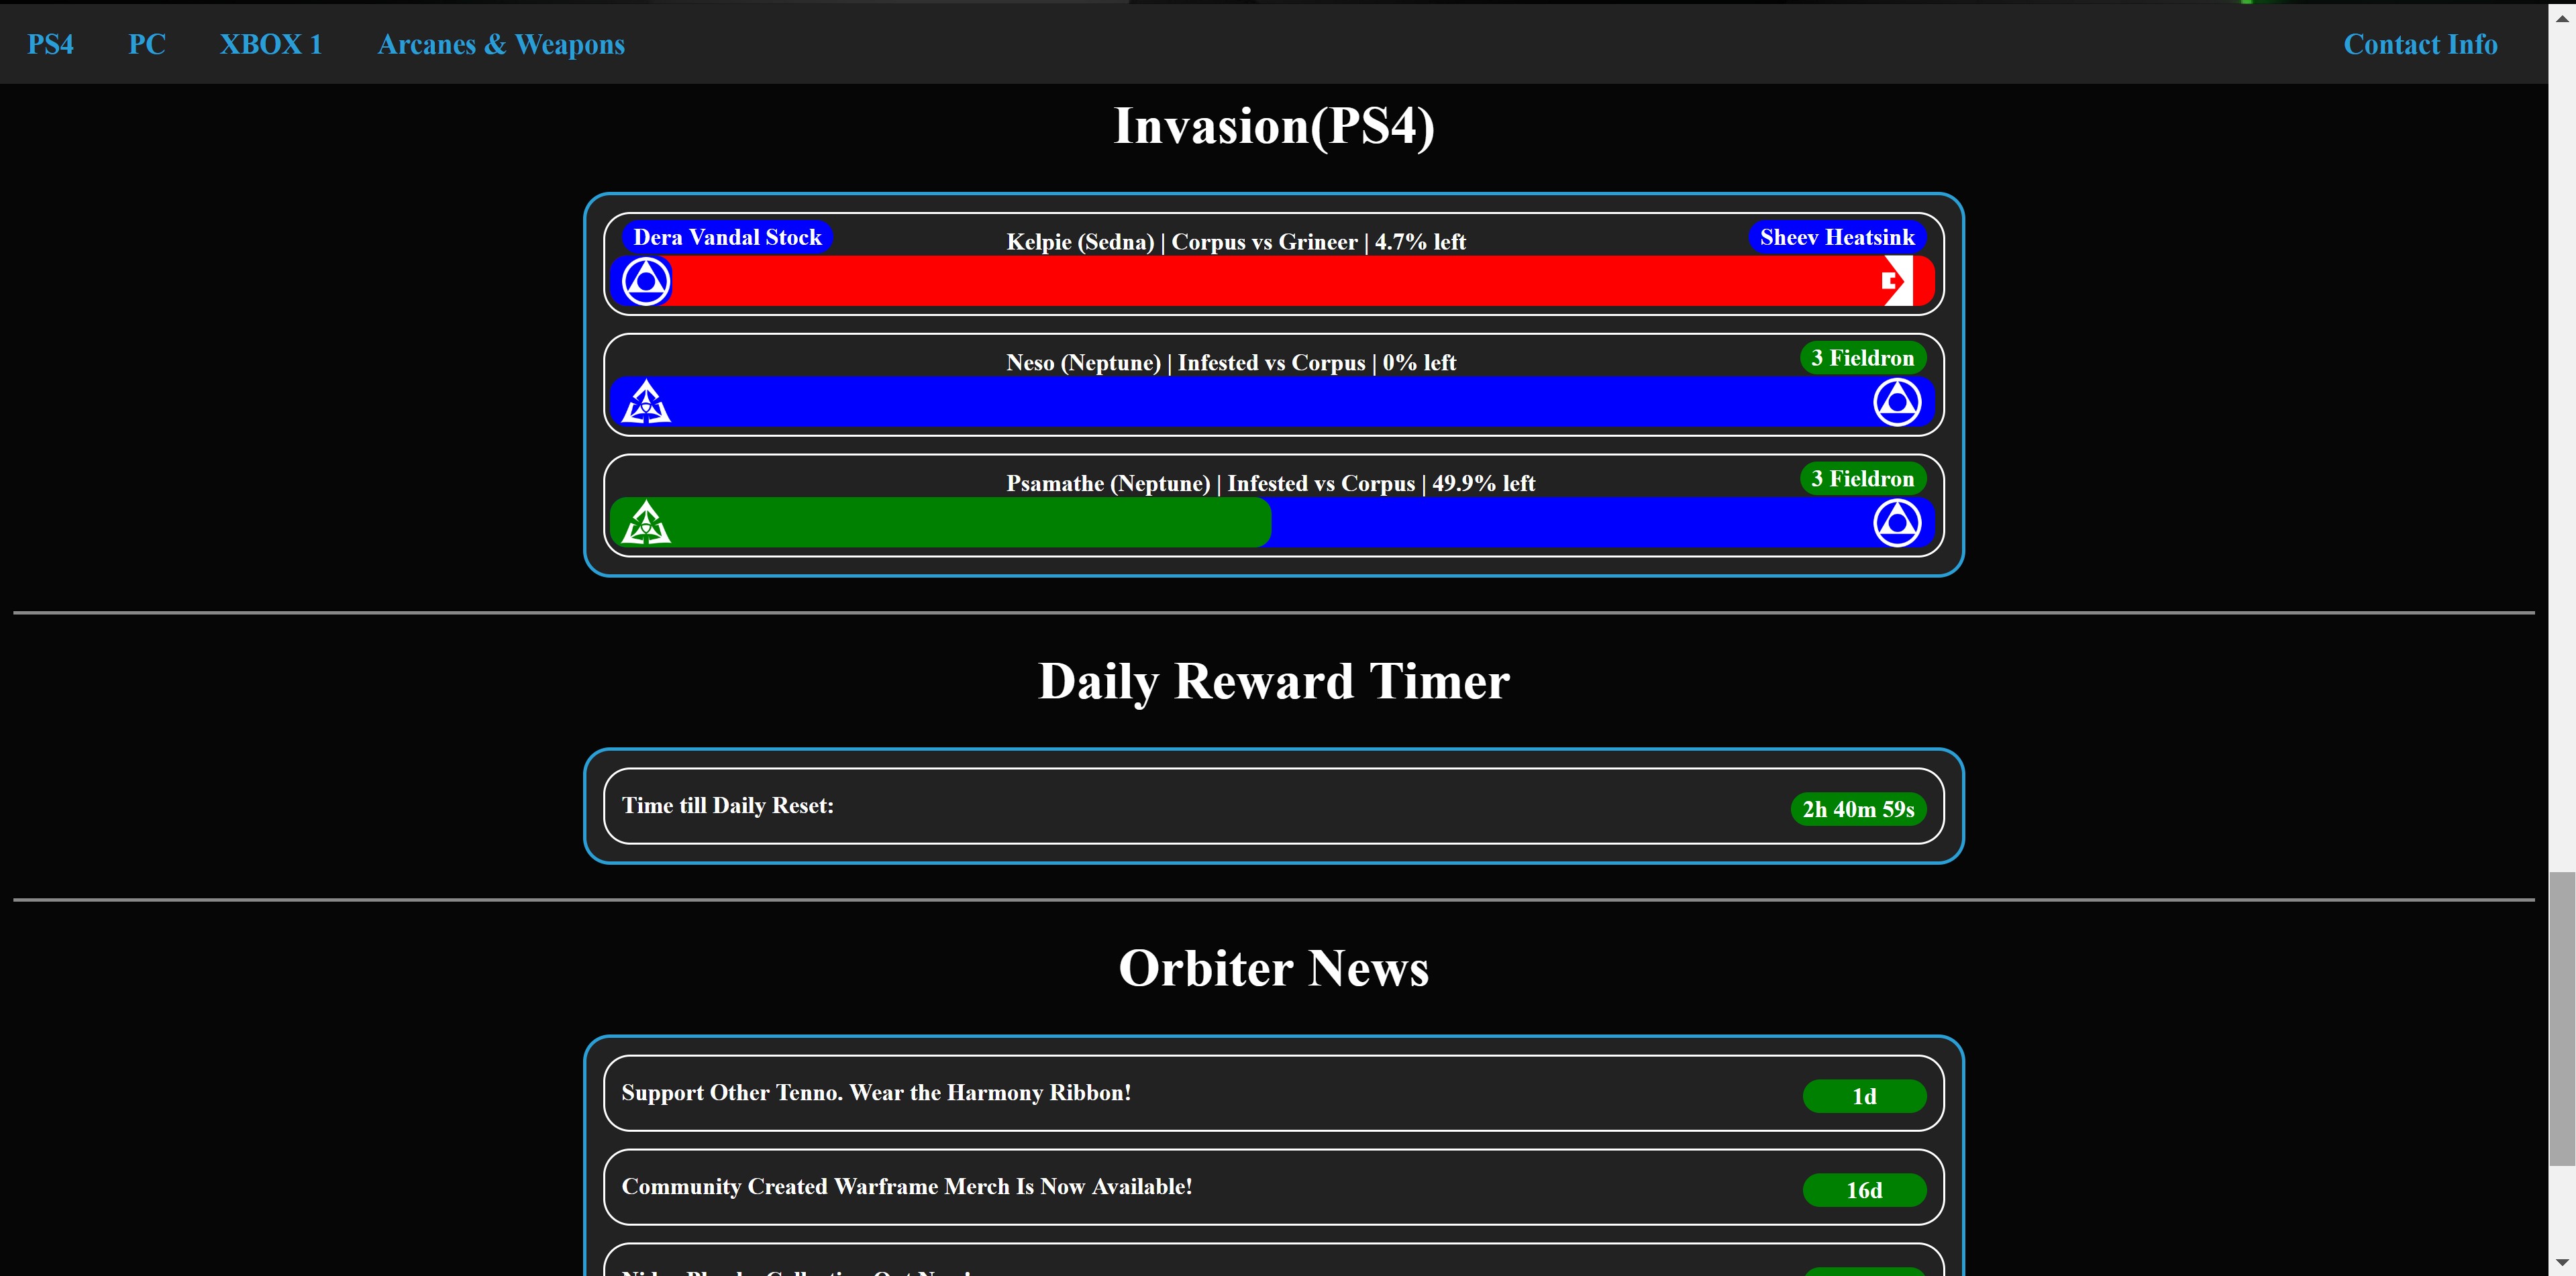 PS4 PC XBOX 1 Arcanes & Weapons Contact Info
Invasion(PS4)
Dera Vandal Stock Kelpie (Sedna) | Corpus vs Grineer | 4.7% left Sheev Heatsink
Neso (Neptune) | Infested vs Corpus | 0% left 3 Fieldron
Psamathe (Neptune) | Infested vs Corpus | 49.9% left 3 Fieldron
Daily Reward Timer
Time till Daily Reset: 2h 40m 59s
Orbiter News
Support Other Tenno. Wear the Harmony Ribbon! 1d
Community Created Warframe Merch Is Now Available! 16d